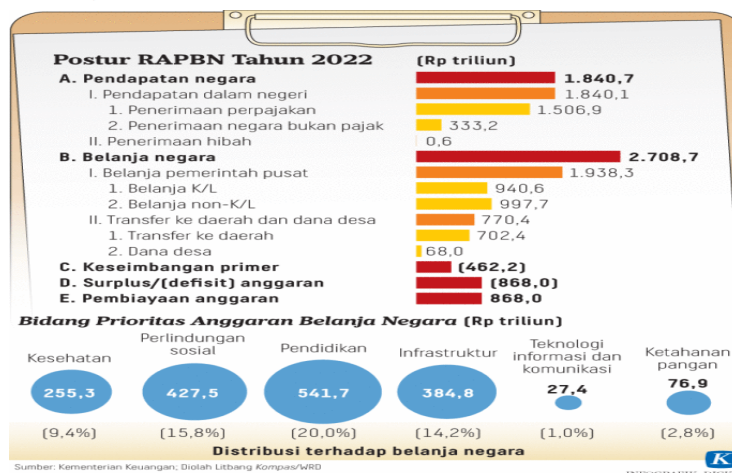 Postur RAPBN Tahun 2022 (Rp triliun)
A. Pendapatan negara 1.840,7
I. Pendapatan dalam negeri 1.840,1
1. Penerimaan perpajakan 1.506,9
2. Penerimaan negara bukan pajak 333,2
II. Penerimaan hibah 0,6
B. Belanja negara 2.708,7
I. Belanja pemerintah pusat 1.938,3
1. Belanja K/L 940,6
2. Belanja non-K/L 997,7
II. Transfer ke daerah dan dana desa 770,4
1. Transfer ke daerah 702,4
2. Dana desa 68,0
C. Keseimbangan primer (462,2)
D. Surplus/(defisit) anggaran (868,0)
E. Pembiayaan anggaran 868,0
Bidang Prioritas Anggaran Belanja Negara (Rp triliun)
Kesehatan
255,3
(9,4%)
Perlindungan
sosial
427,5
(15,8%)
Pendidikan
541,7
(20,0%)
Infrastruktur
384,8
(14,2%)
Teknologi
informasi dan
komunikasi
27,4
(1,0%)
Ketahanan
pangan
76,9
(2,8%)
Distribusi terhadap belanja negara
Sumber: Kementerian Keuangan; Diolah Litbang Kompas/WRD
K